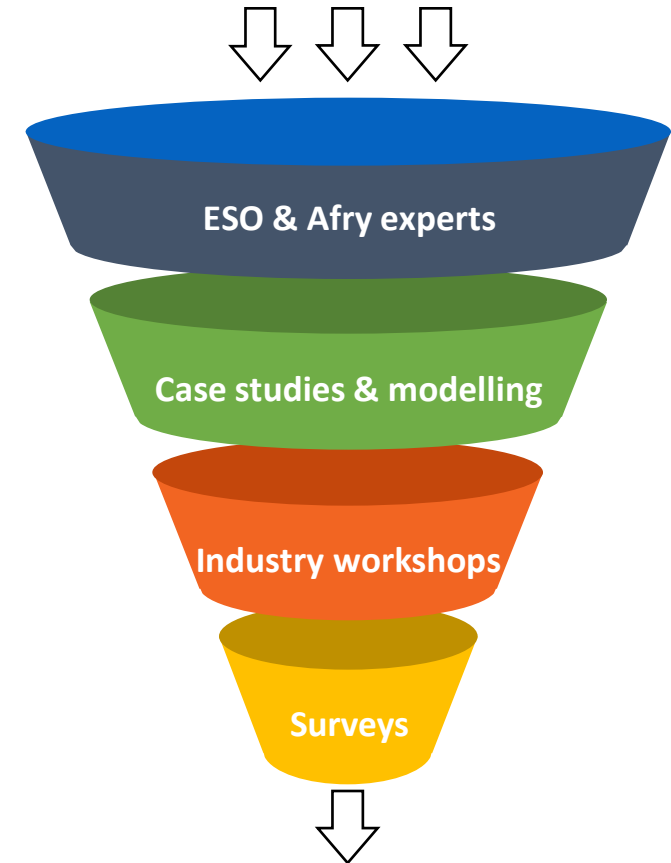 ESO & Afry experts
Case studies & modelling
Industry workshops
Surveys